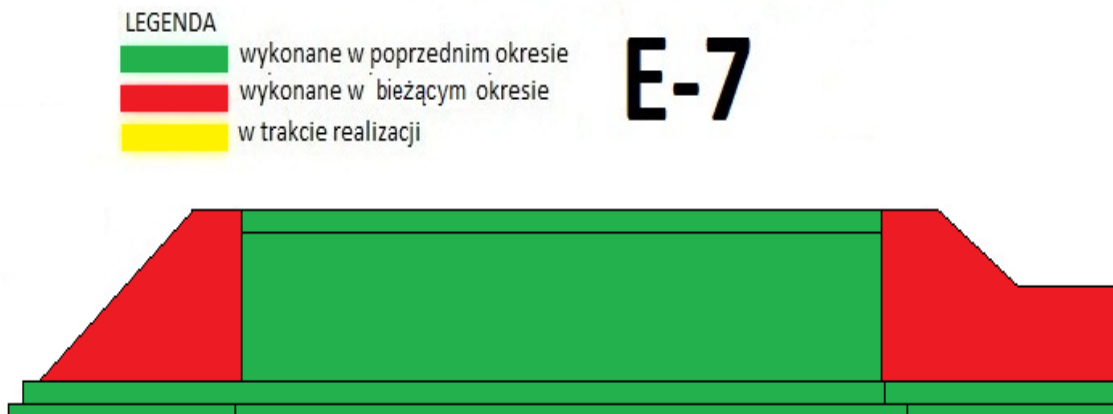 LEGENDA
wykonane w poprzednim okresie
wykonane w bieżącym okresie
w trakcie realizacji
E-7